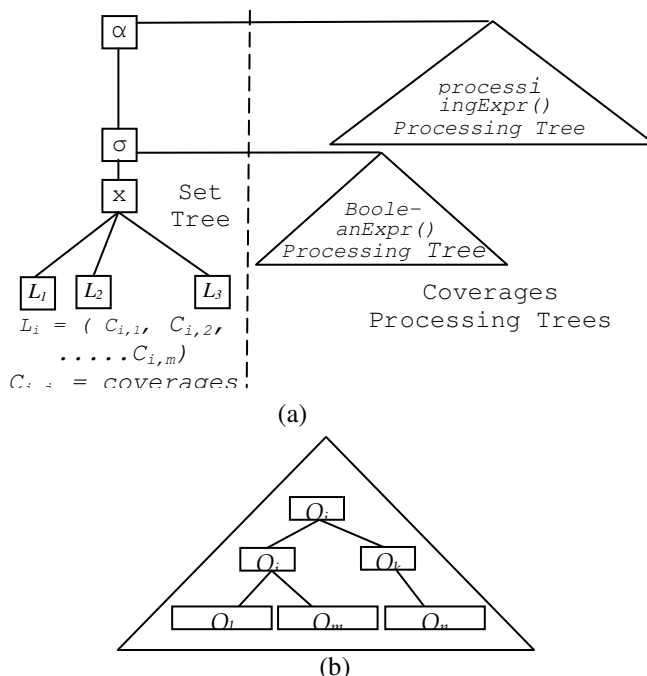 α
processi
ingExpr()
Processing Tree
σ
x
Set
Tree
Boole-
anExpr()
Processing Tree
L1 L2 L3
Li = ( Ci,1, Ci,2,
.....Ci,m)
Ci,j = coverages
Coverages
Processing Trees
(a)
Oi
Oj Ok
Ol Om On
(b)